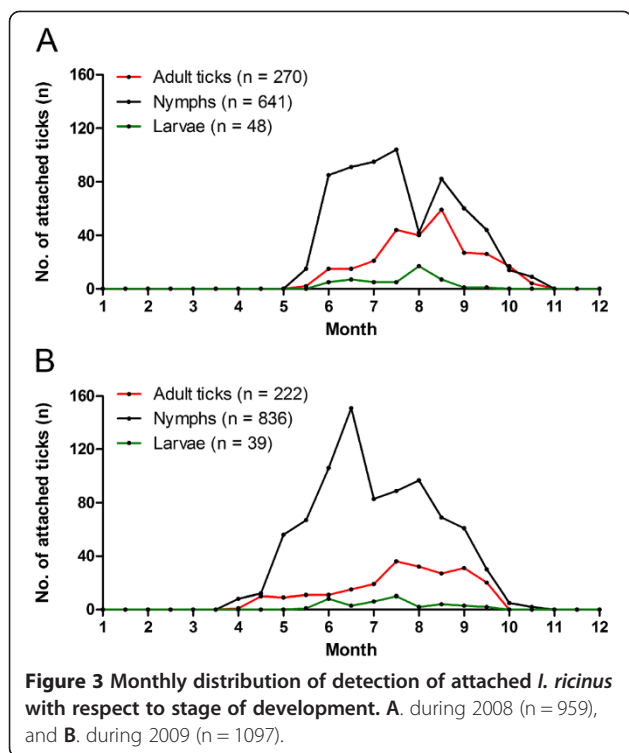 A
Adult ticks (n = 270)
Nymphs (n = 641)
Larvae (n = 48)
No. of attached ticks (n)
160
120
80
40
0
1 2 3 4 5 6 7 8 9 10 11 12
Month
B
Adult ticks (n = 222)
Nymphs (n = 836)
Larvae (n = 39)
No. of attached ticks (n)
160
120
80
40
0
1 2 3 4 5 6 7 8 9 10 11 12
Month
Figure 3 Monthly distribution of detection of attached I. ricinus
with respect to stage of development. A. during 2008 (n = 959),
and B. during 2009 (n = 1097).